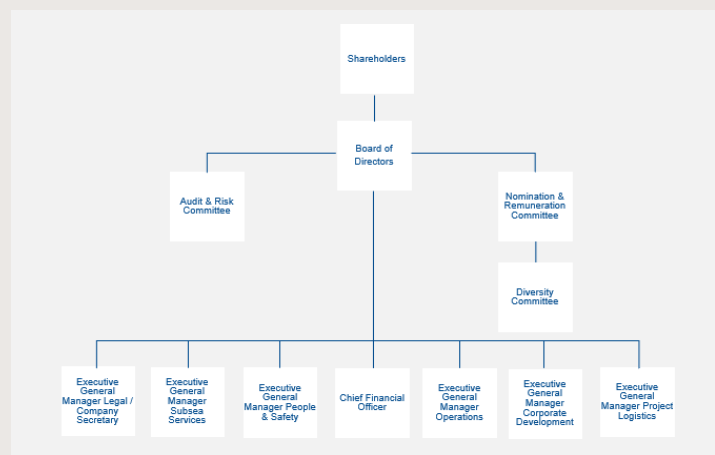 Shareholders
Board of
Directors
Audit & Risk
Committee
Nomination &
Remuneration
Committee
Diversity
Committee
Executive
General
Manager Legal /
Company
Secretary
Executive
General
Manager
Subsea
Services
Executive
General
Manager People
& Safety
Chief Financial
Officer
Executive
General
Manager
Operations
Executive
General
Manager
Corporate
Development
Executive
General
Manager Project
Logistics